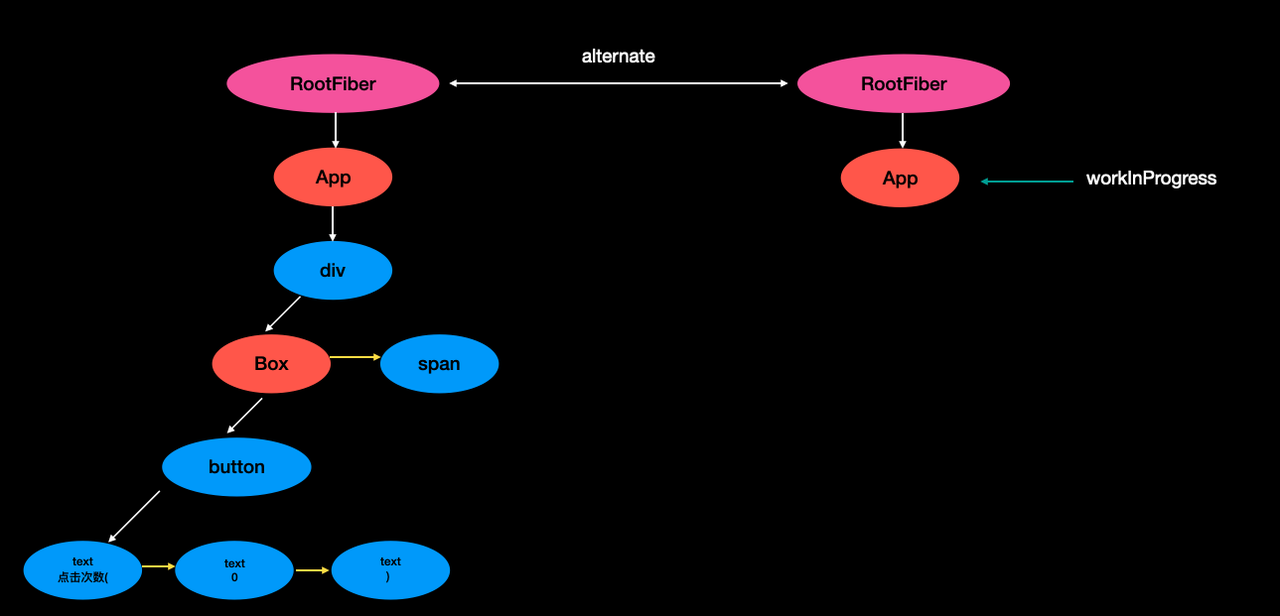 alternate
RootFiber
RootFiber
App
App
workInProgress
div
Box
span
button
text
点击次数(
text
0
text
)